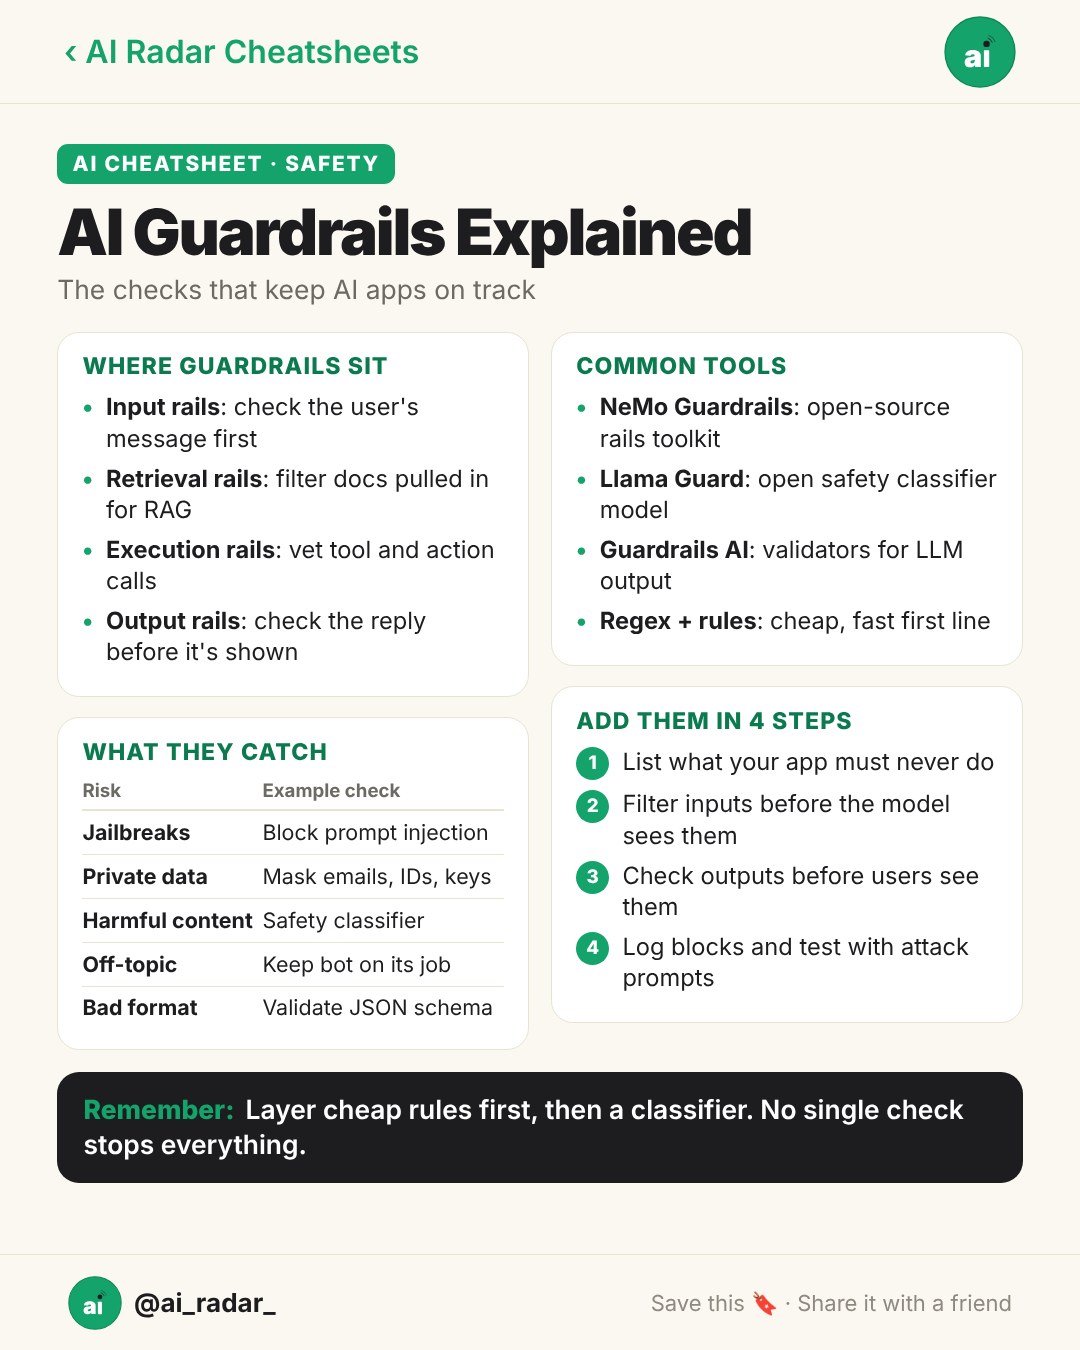 ‹ AI Radar Cheatsheets
ai
AI CHEATSHEET · SAFETY
AI Guardrails Explained
The checks that keep AI apps on track
WHERE GUARDRAILS SIT
• Input rails: check the user's
message first
• Retrieval rails: filter docs pulled in
for RAG
• Execution rails: vet tool and action
calls
• Output rails: check the reply
before it's shown
WHAT THEY CATCH
Risk Example check
Jailbreaks Block prompt injection
Private data Mask emails, IDs, keys
Harmful content Safety classifier
Off-topic Keep bot on its job
Bad format Validate JSON schema
COMMON TOOLS
• NeMo Guardrails: open-source
rails toolkit
• Llama Guard: open safety classifier
model
• Guardrails AI: validators for LLM
output
• Regex + rules: cheap, fast first line
ADD THEM IN 4 STEPS
1 List what your app must never do
2 Filter inputs before the model
sees them
3 Check outputs before users see
them
4 Log blocks and test with attack
prompts
Remember: Layer cheap rules first, then a classifier. No single check
stops everything.
ai @ai_radar_
Save this 🔖 · Share it with a friend